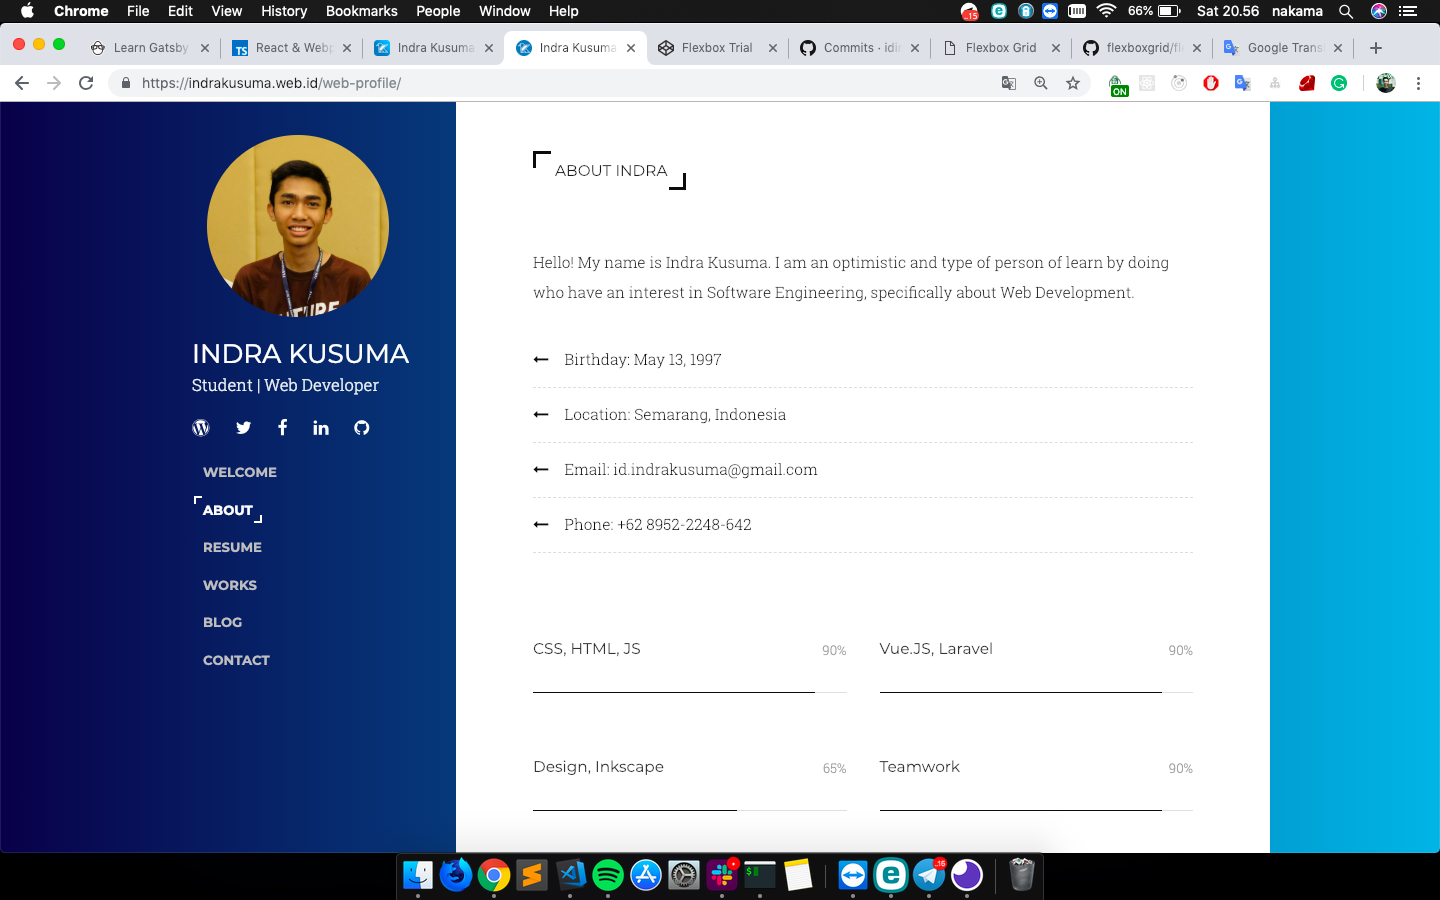 Chrome File Edit View History Bookmarks People Window Help
15 66% Sat 20.56 nakama
Learn Gatsby
TS React & Webp
Indra Kusuma
Indra Kusuma
Flexbox Trial
Commits · idin
Flexbox Grid
flexboxgrid/fl
Google Trans
https://indrakusuma.web.id/web-profile/
ON
INDRA KUSUMA
Student | Web Developer
WELCOME
ABOUT
RESUME
WORKS
BLOG
CONTACT
ABOUT INDRA
Hello! My name is Indra Kusuma. I am an optimistic and type of person of learn by doing
who have an interest in Software Engineering, specifically about Web Development.
Birthday: May 13, 1997
Location: Semarang, Indonesia
Email: id.indrakusuma@gmail.com
Phone: +62 8952-2248-642
CSS, HTML, JS 90%
Vue.JS, Laravel 90%
Design, Inkscape 65%
Teamwork 90%
15